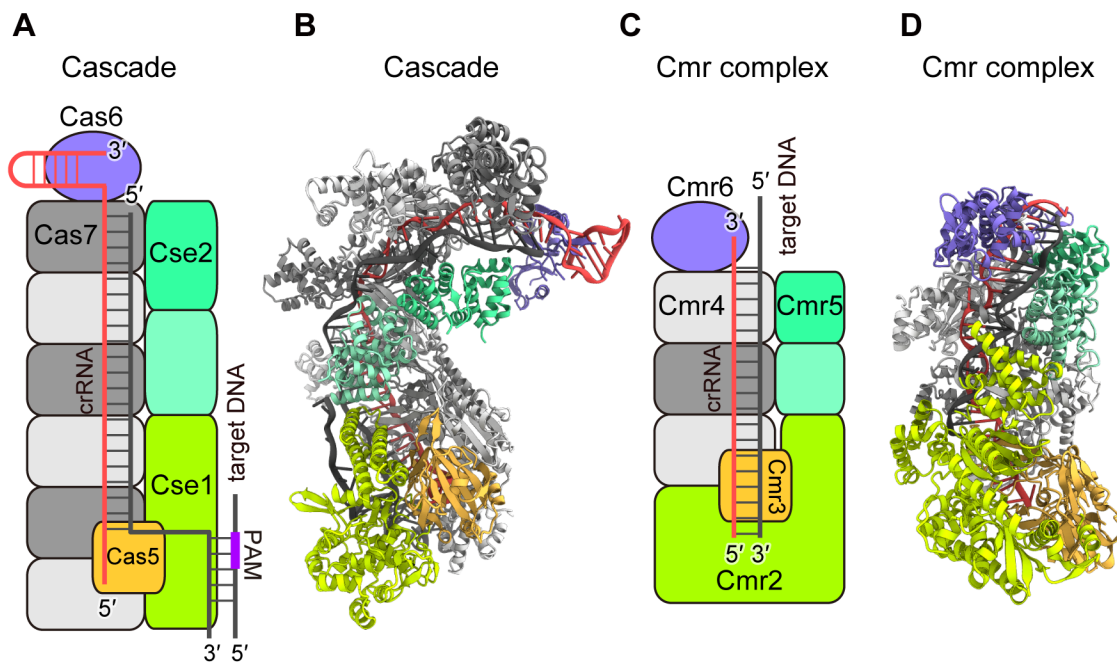 A
Cascade
Cas6
3′
5′
Cas7
Cse2
crRNA
target DNA
Cse1
PAM
Cas5
5′
3′ 5′
B
Cascade
C
Cmr complex
5′
target DNA
Cmr6
3′
Cmr4
Cmr5
crRNA
Cmr3
5′ 3′
Cmr2
D
Cmr complex